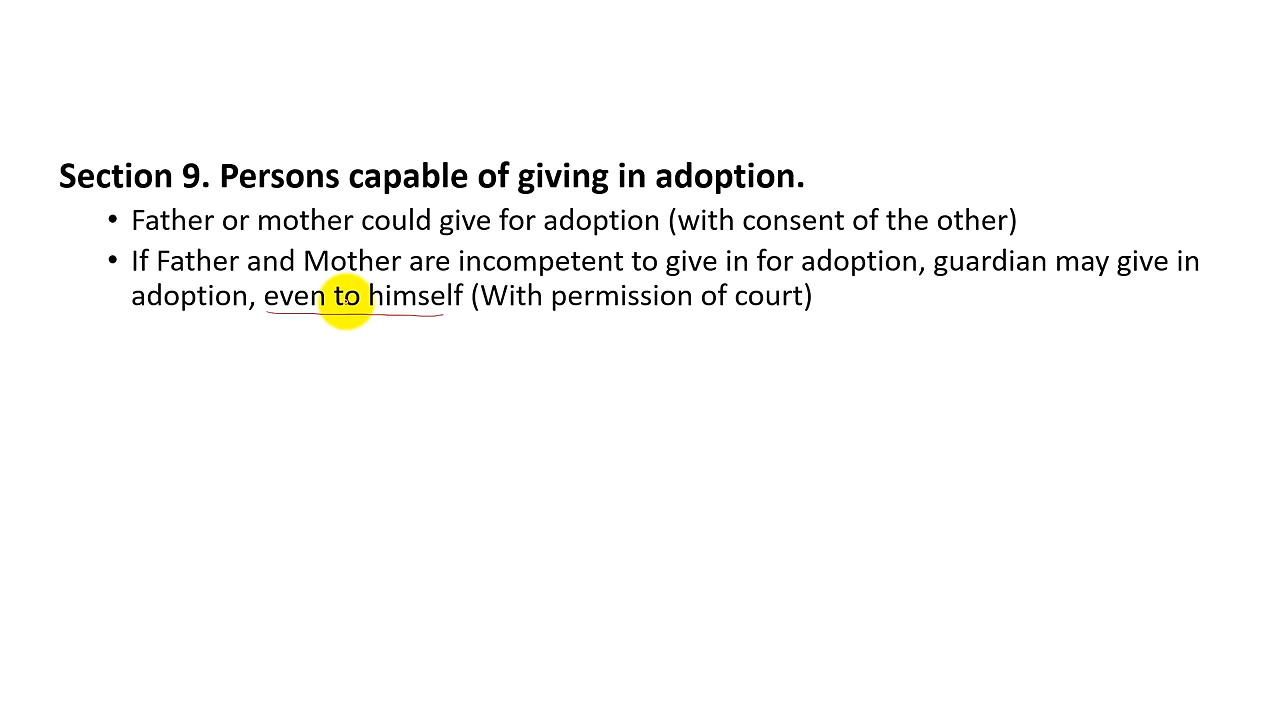 Section 9. Persons capable of giving in adoption.
• Father or mother could give for adoption (with consent of the other)
• If Father and Mother are incompetent to give in for adoption, guardian may give in
adoption, even to himself (With permission of court)